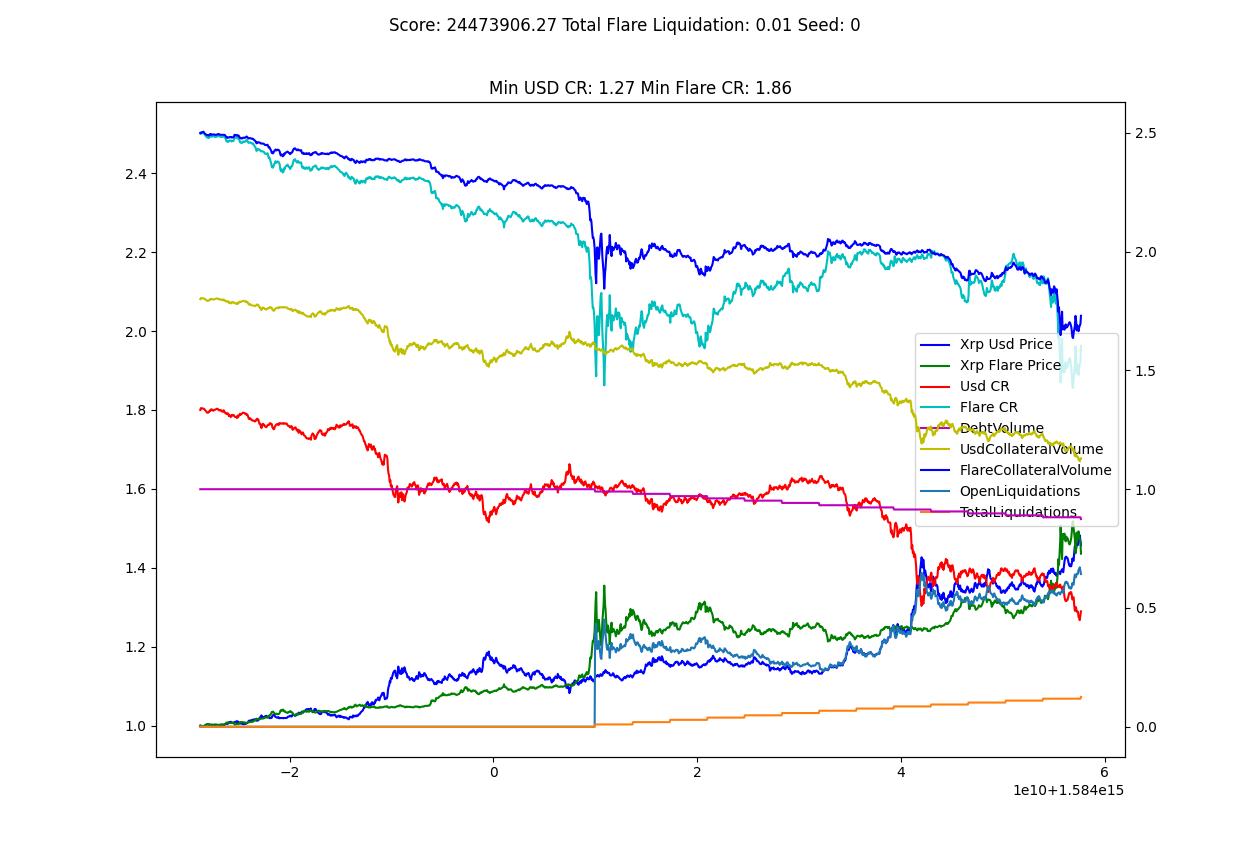 Score: 24473906.27 Total Flare Liquidation: 0.01 Seed: 0
Min USD CR: 1.27 Min Flare CR: 1.86
2.4
2.2
2.0
1.8
1.6
1.4
1.2
1.0
2.5
2.0
1.5
1.0
0.5
0.0
Xrp Usd Price
Xrp Flare Price
Usd CR
Flare CR
DebtVolume
UsdCollateralVolume
FlareCollateralVolume
OpenLiquidations
TotalLiquidations
−2
0
2
4
6
1e10+1.584e15